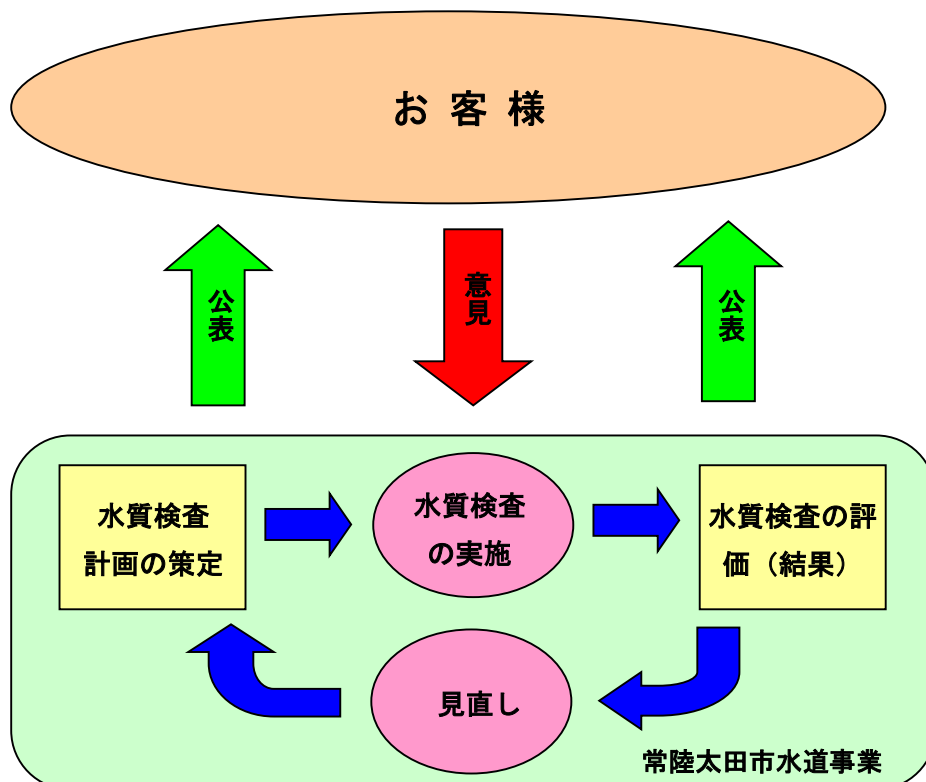 お 客 様
公表
意見
公表
水質検査
計画の策定
水質検査
の実施
水質検査の評
価（結果）
見直し
常陸太田市水道事業